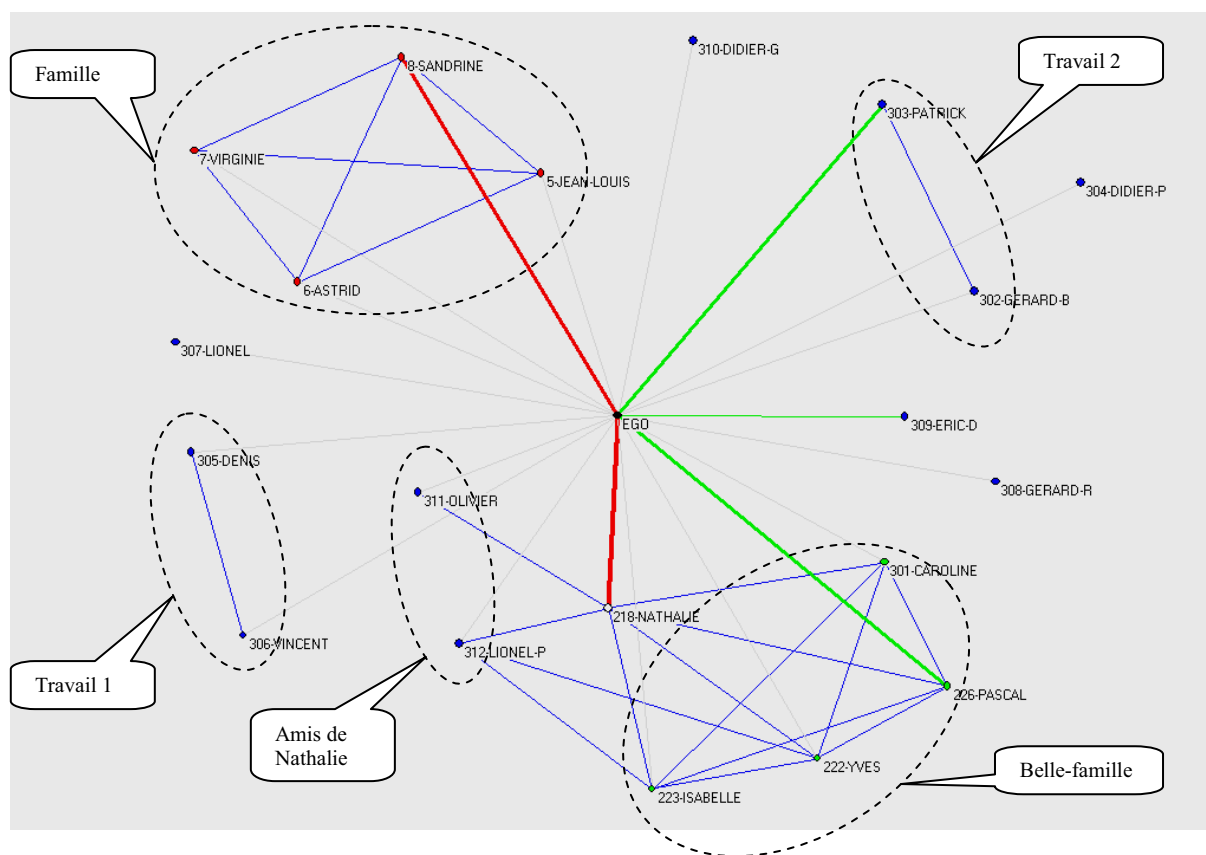 310-DIDIER-G
Famille
8-SANDRINE
Travail 2
303-PATRICK
7-VIRGINIE
5-JEAN-LOUIS
304-DIDIER-P
6-ASTRID
302-GERARD-B
307-LIONEL
EGO
309-ERIC-D
305-DENIS
308-GERARD-R
311-OLIVIER
301-CAROLINE
218-NATHALIE
306-VINCENT
312-LIONEL-P
Travail 1
226-PASCAL
Amis de
Nathalie
222-YVES
Belle-famille
223-ISABELLE